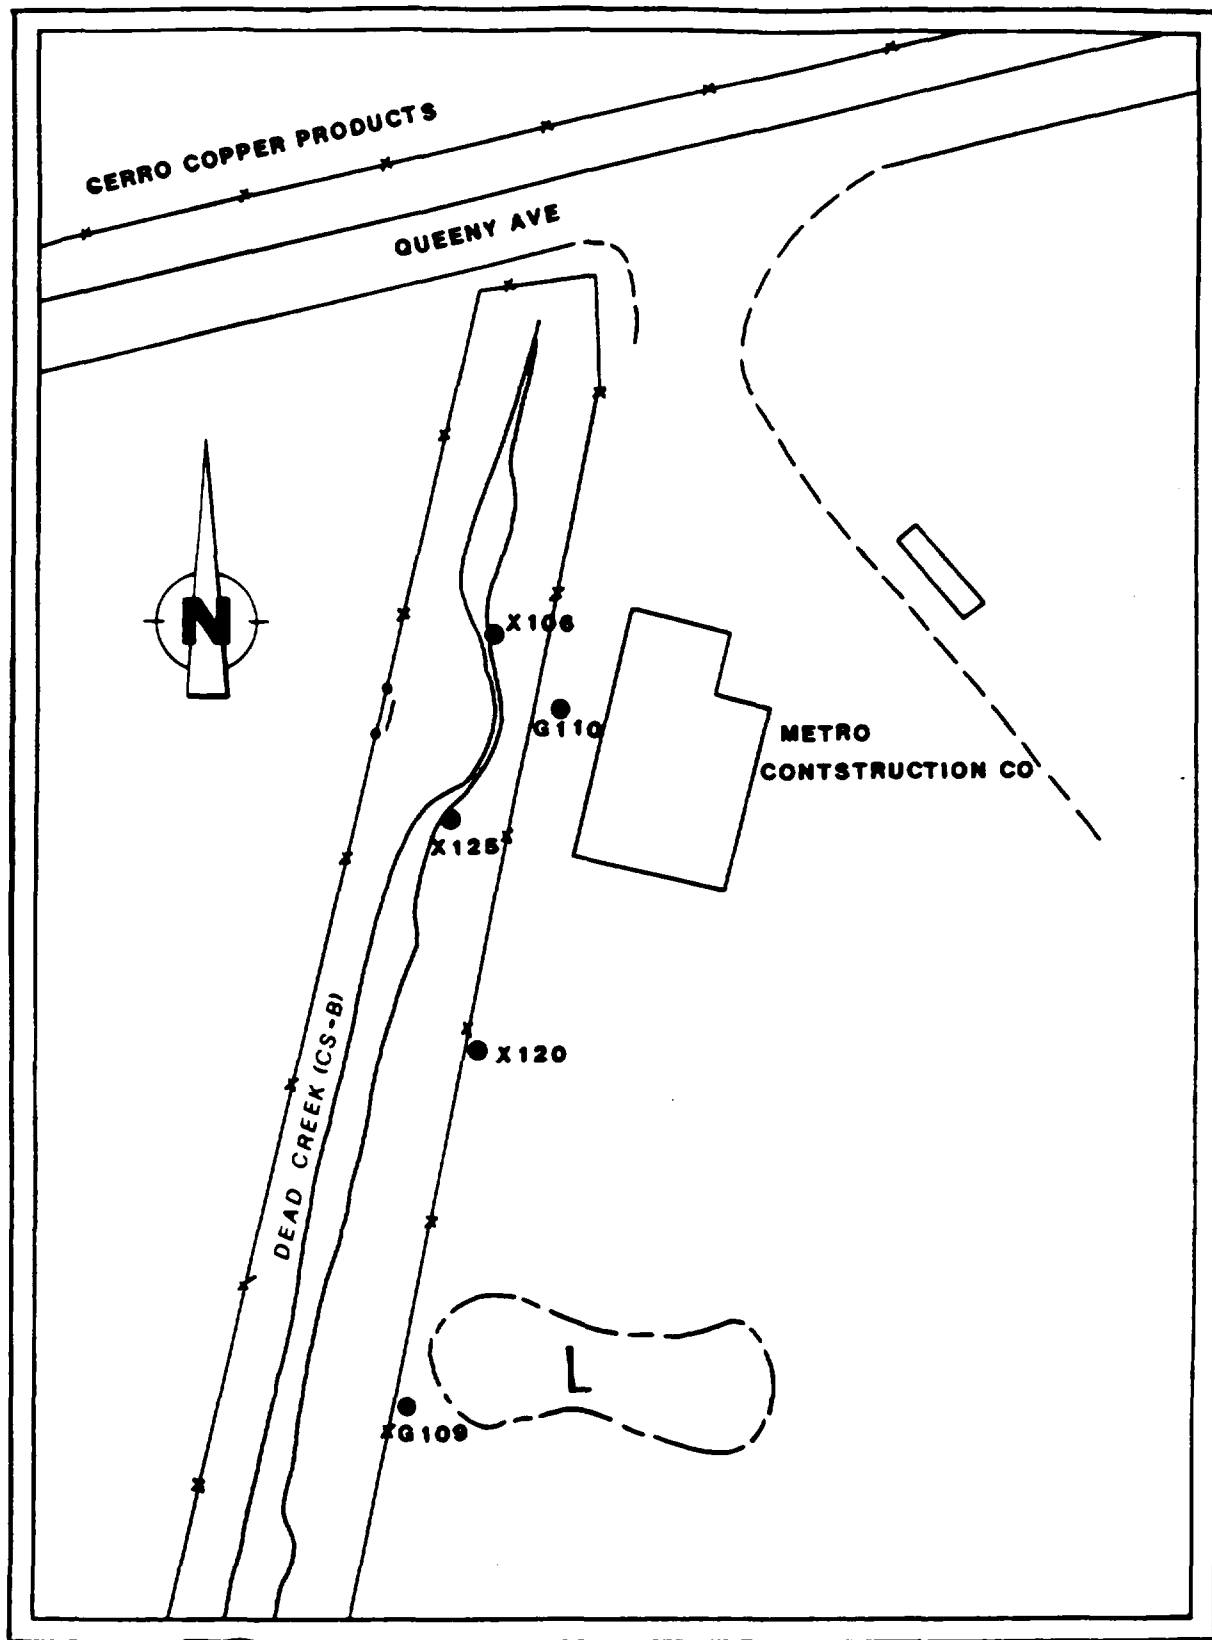 CERRO COPPER PRODUCTS
QUEENY AVE
N
X106
G110
METRO
CONTSTRUCTION CO
X125
DEAD CREEK (CS-B)
X120
L
G109